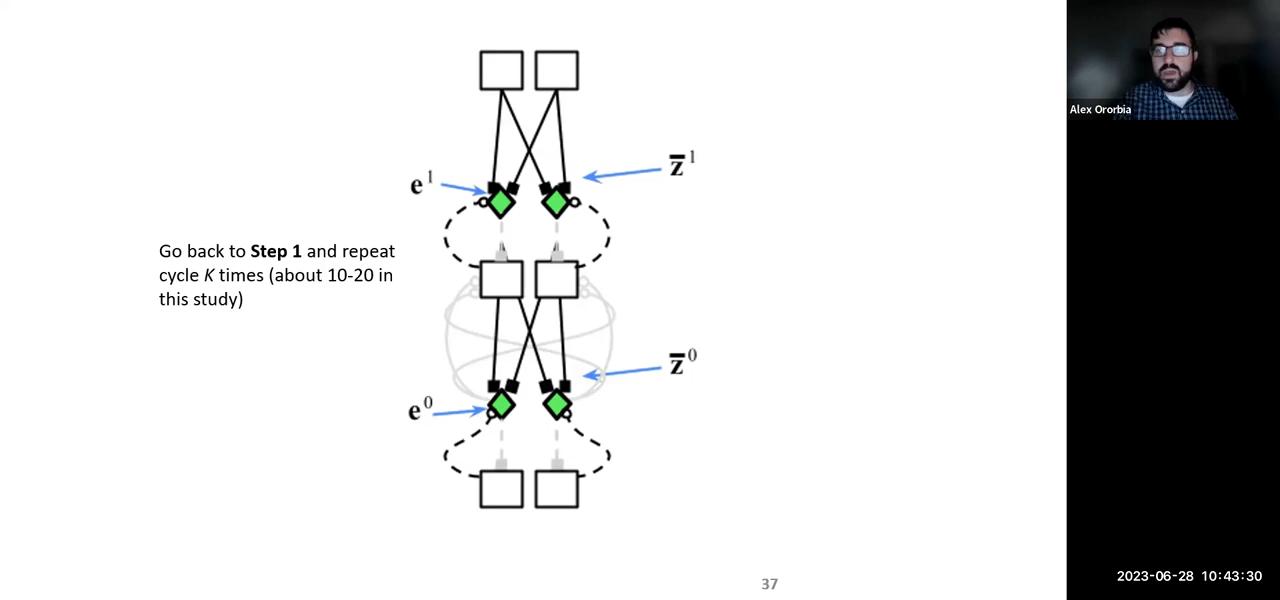 e¹
z̄¹
Go back to Step 1 and repeat
cycle K times (about 10-20 in
this study)
z̄⁰
e⁰
37
Alex Ororbia
2023-06-28 10:43:30